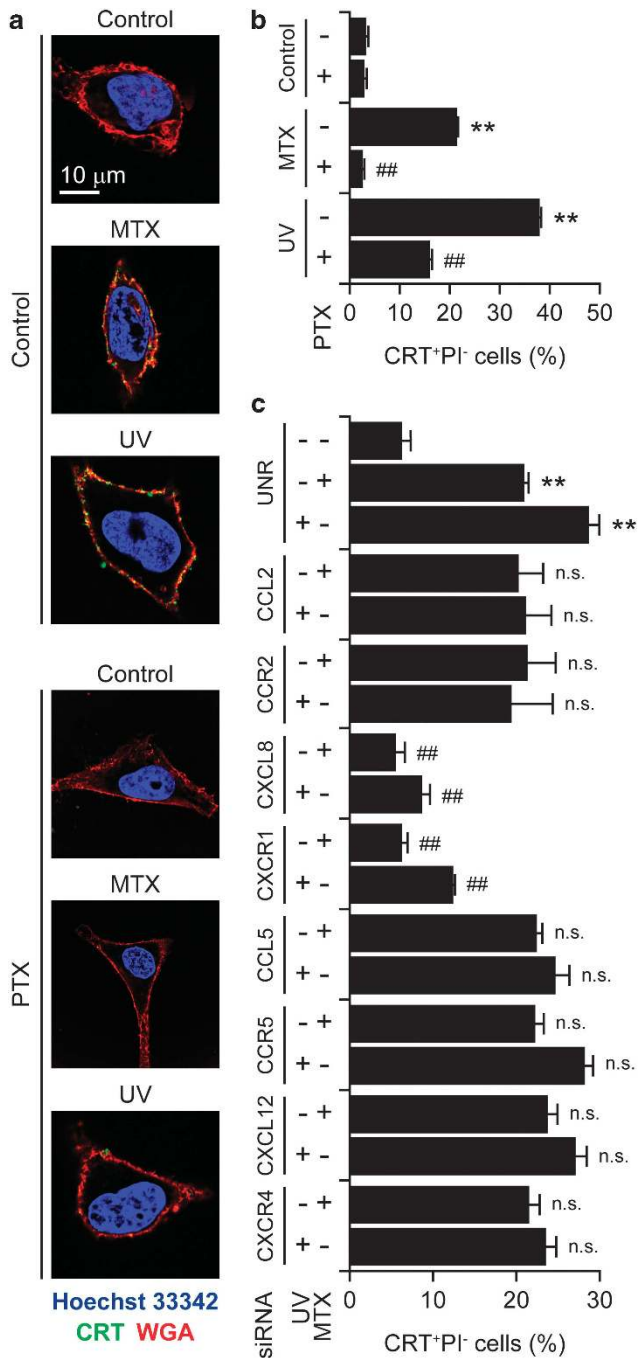 a
Control
10 μm
MTX
UV
Control
Control
MTX
UV
PTX
Hoechst 33342
CRT WGA
b
Control
-
+
MTX
- **
+ ##
UV
- **
+ ##
PTX
0 10 20 30 40 50
CRT⁺PI⁻ cells (%)
c
UNR
- -
- + **
+ - **
CCL2
- + n.s.
+ - n.s.
CCR2
- + n.s.
+ - n.s.
CXCL8
- + ##
+ - ##
CXCR1
- + ##
+ - ##
CCL5
- + n.s.
+ - n.s.
CCR5
- + n.s.
+ - n.s.
CXCL12
- + n.s.
+ - n.s.
CXCR4
- + n.s.
+ - n.s.
siRNA
UV
MTX
0 10 20 30
CRT⁺PI⁻ cells (%)